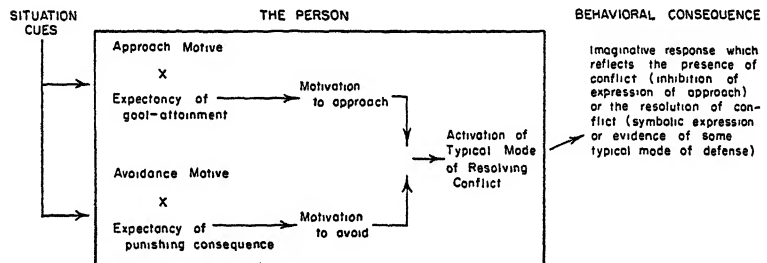 SITUATION
CUES
THE PERSON
BEHAVIORAL CONSEQUENCE
Approach Motive
X
Expectancy of
goal-attainment
Motivation
to approach
Avoidance Motive
X
Expectancy of
punishing consequence
Motivation
to avoid
Activation of
Typical Mode
of Resolving
Conflict
Imaginative response which
reflects the presence of
conflict (inhibition of
expression of approach)
or the resolution of con-
flict (symbolic expression
or evidence of some
typical mode of defense)